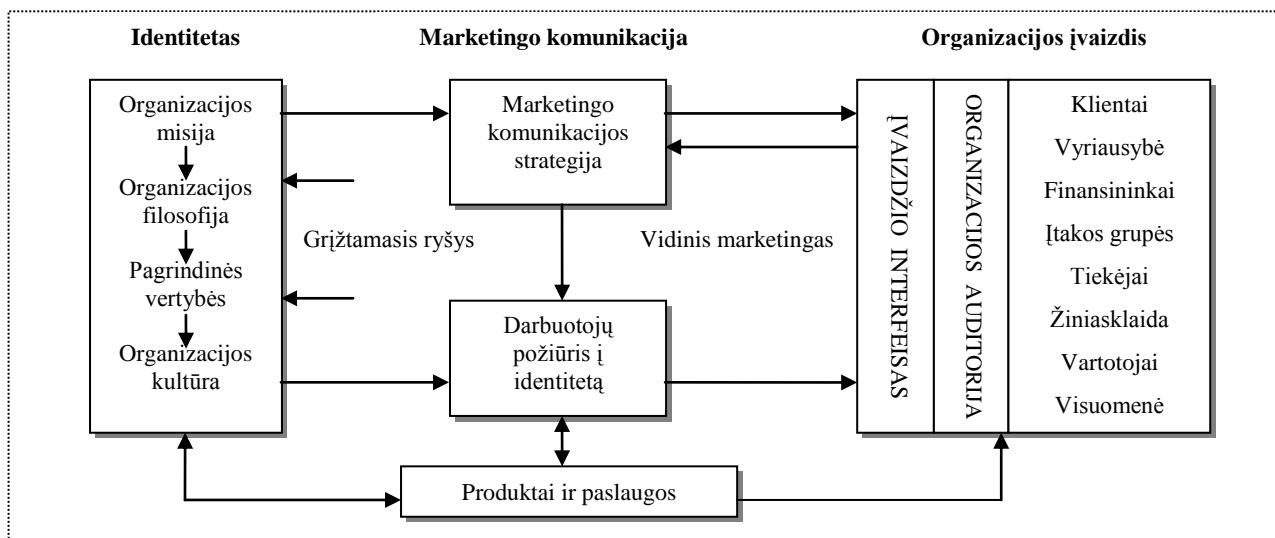 Identitetas
Marketingo komunikacija
Organizacijos įvaizdis
Organizacijos
misija
Organizacijos
filosofija
Pagrindinės
vertybės
Organizacijos
kultūra
Grįžtamasis ryšys
Marketingo
komunikacijos
strategija
Vidinis marketingas
Darbuotojų
požiūris į
identitetą
Produktai ir paslaugos
ĮVAIZDŽIO INTERFEISAS
ORGANIZACIJOS AUDITORIJA
Klientai
Vyriausybė
Finansininkai
Įtakos grupės
Tiekėjai
Žiniasklaida
Vartotojai
Visuomenė